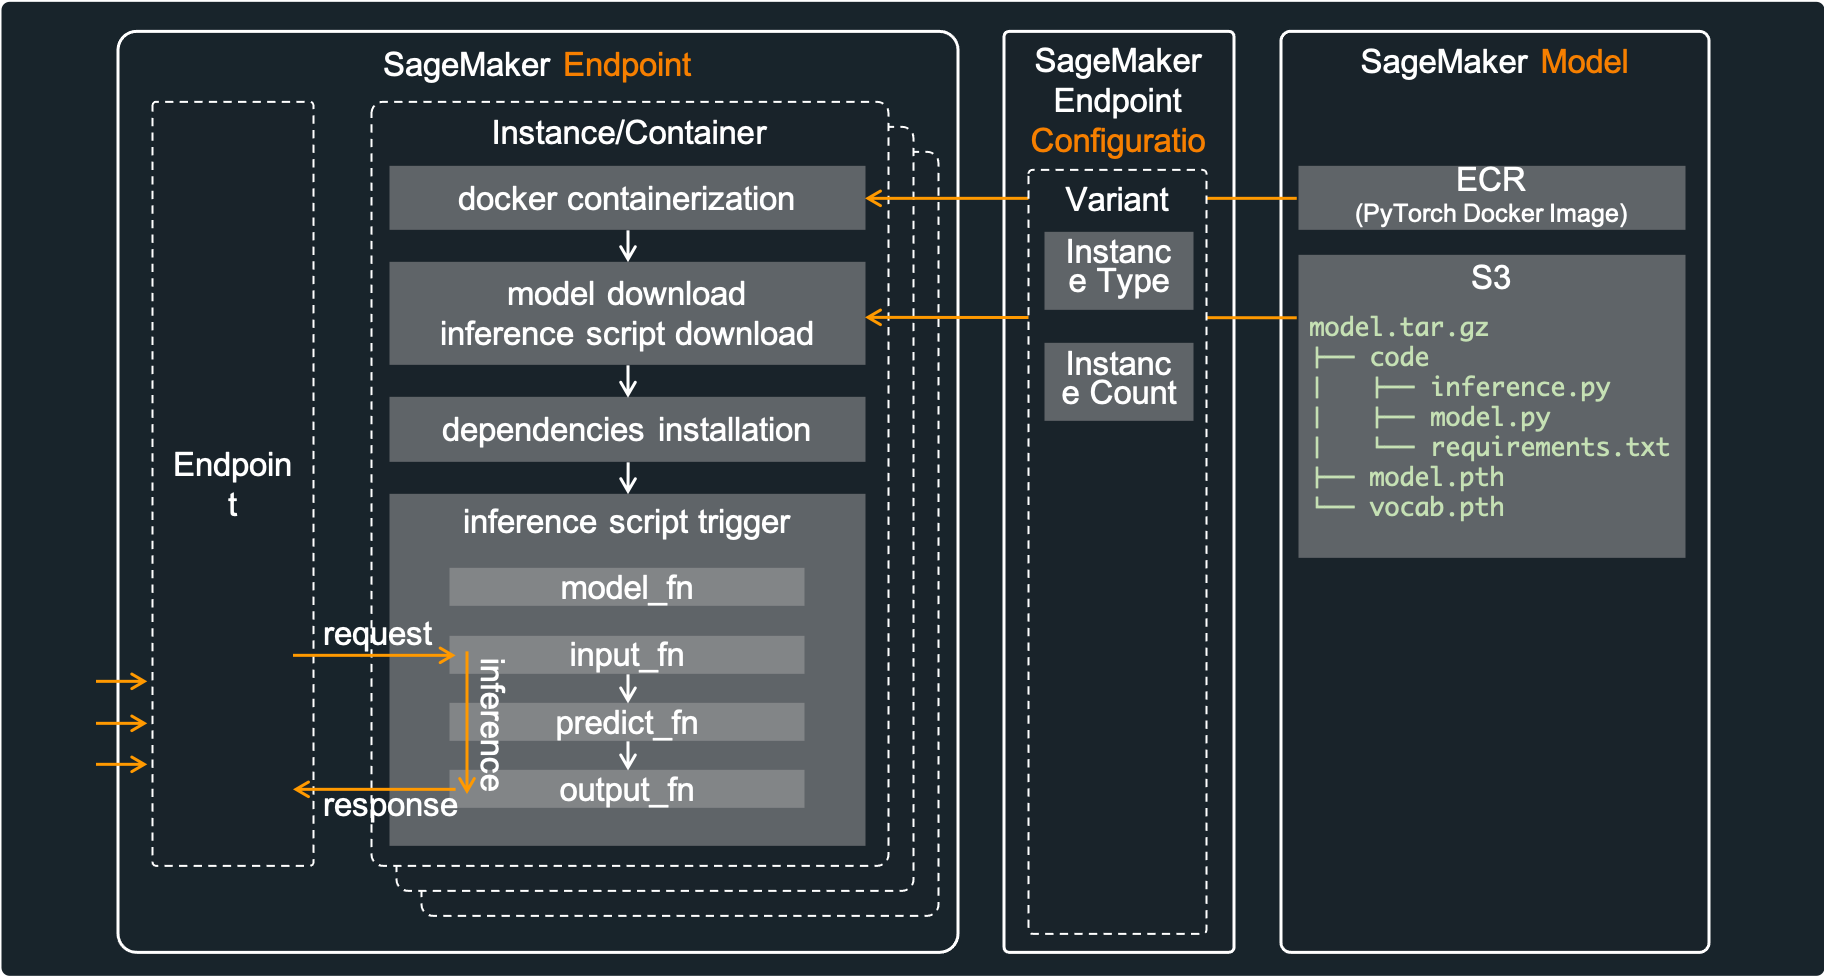 SageMaker Endpoint
Endpoin
t
Instance/Container
docker containerization
model download
inference script download
dependencies installation
inference script trigger
model_fn
request
input_fn
inference
predict_fn
output_fn
response
SageMaker
Endpoint
Configuratio
Variant
Instanc
e Type
Instanc
e Count
SageMaker Model
ECR
(PyTorch Docker Image)
S3
model.tar.gz
├── code
│   ├── inference.py
│   ├── model.py
│   └── requirements.txt
├── model.pth
└── vocab.pth